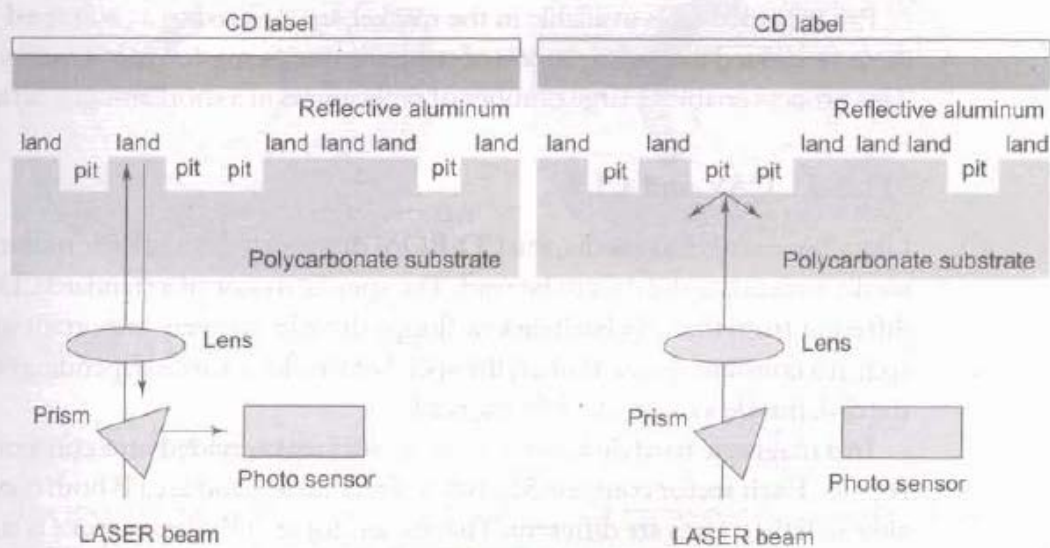 CD label
Reflective aluminum
land land land land land land
pit pit pit pit
Polycarbonate substrate
Lens
Prism
Photo sensor
LASER beam
CD label
Reflective aluminum
land land land land land land
pit pit pit pit
Polycarbonate substrate
Lens
Prism
Photo sensor
LASER beam